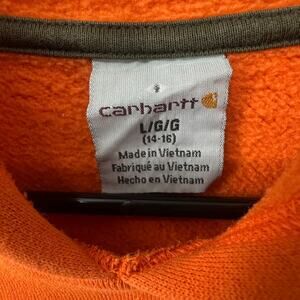 carhartt
L/G/G
(14-16)
Made in Vietnam
Fabriqué au Vietnam
Hecho en Vietnam